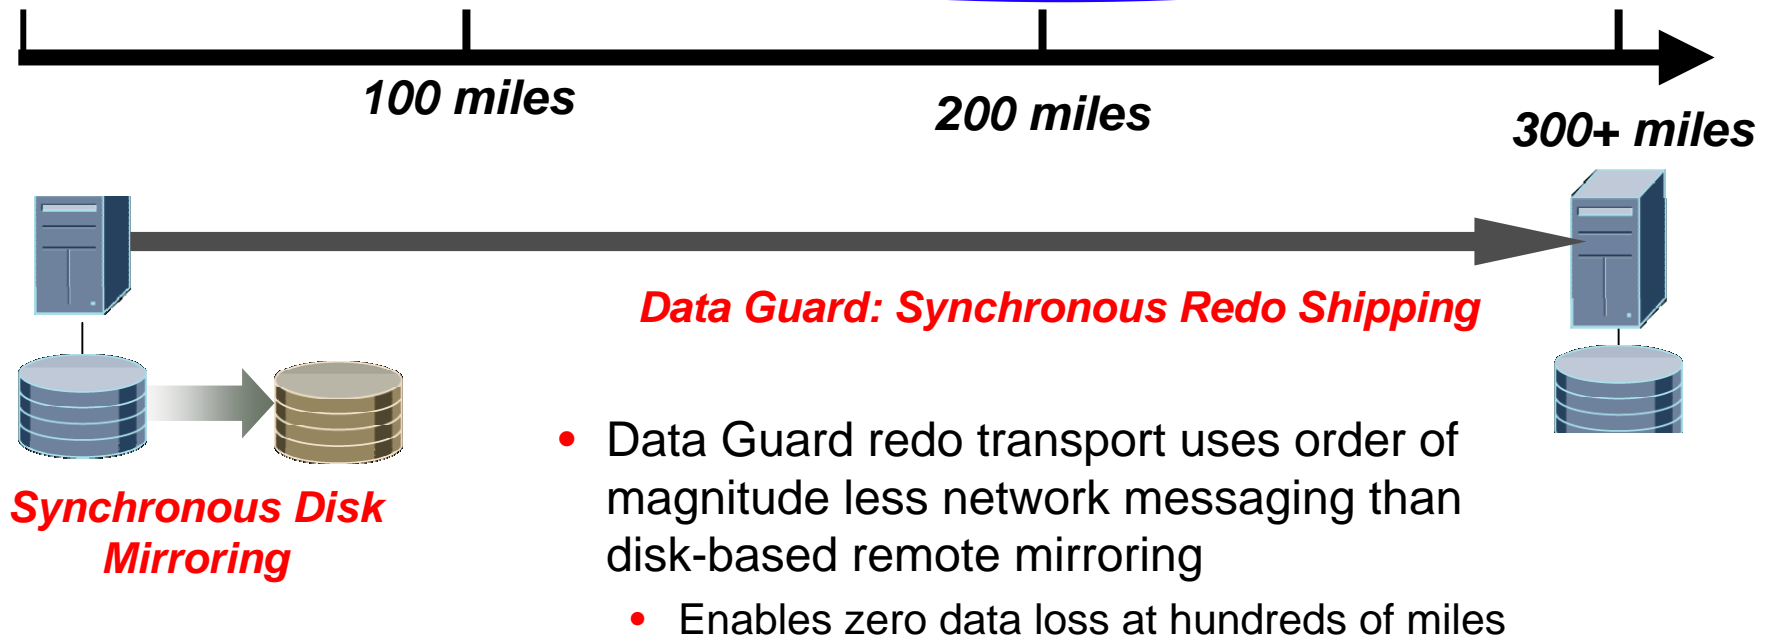 100 miles
200 miles
300+ miles
Data Guard: Synchronous Redo Shipping
Synchronous Disk
Mirroring
• Data Guard redo transport uses order of
magnitude less network messaging than
disk-based remote mirroring
• Enables zero data loss at hundreds of miles